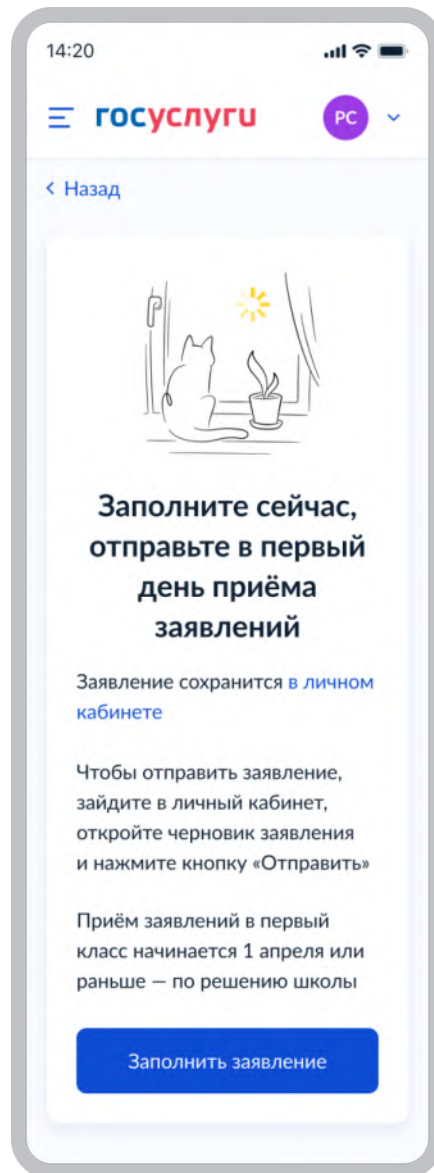 14:20
госуслуги
РС
Назад
Заполните сейчас,
отправьте в первый
день приёма
заявлений
Заявление сохранится в личном
кабинете
Чтобы отправить заявление,
зайдите в личный кабинет,
откройте черновик заявления
и нажмите кнопку «Отправить»
Приём заявлений в первый
класс начинается 1 апреля или
раньше — по решению школы
Заполнить заявление